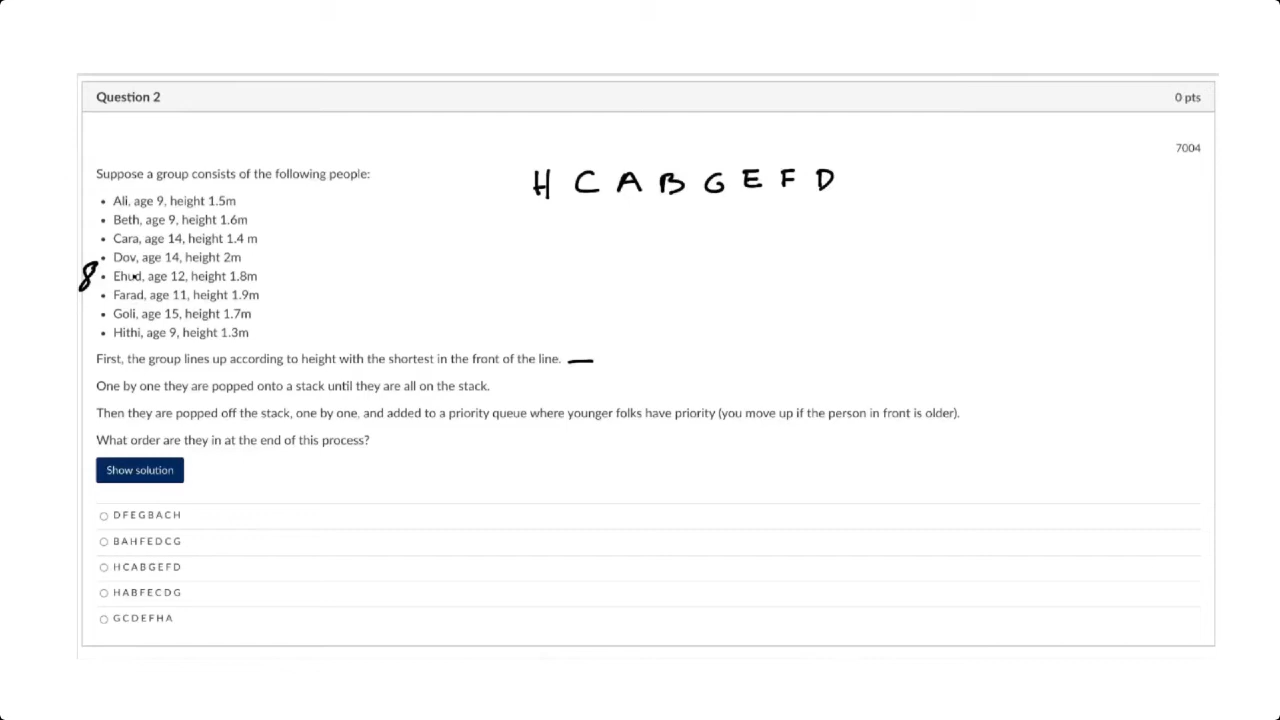 Question 2
0 pts
7004
Suppose a group consists of the following people:
H C A B G E F D
• Ali, age 9, height 1.5m
• Beth, age 9, height 1.6m
• Cara, age 14, height 1.4 m
• Dov, age 14, height 2m
8 • Ehud, age 12, height 1.8m
• Farad, age 11, height 1.9m
• Goli, age 15, height 1.7m
• Hithi, age 9, height 1.3m
First, the group lines up according to height with the shortest in the front of the line.
One by one they are popped onto a stack until they are all on the stack.
Then they are popped off the stack, one by one, and added to a priority queue where younger folks have priority (you move up if the person in front is older).
What order are they in at the end of this process?
Show solution
D F E G B A C H
B A H F E D C G
H C A B G E F D
H A B F E C D G
G C D E F H A